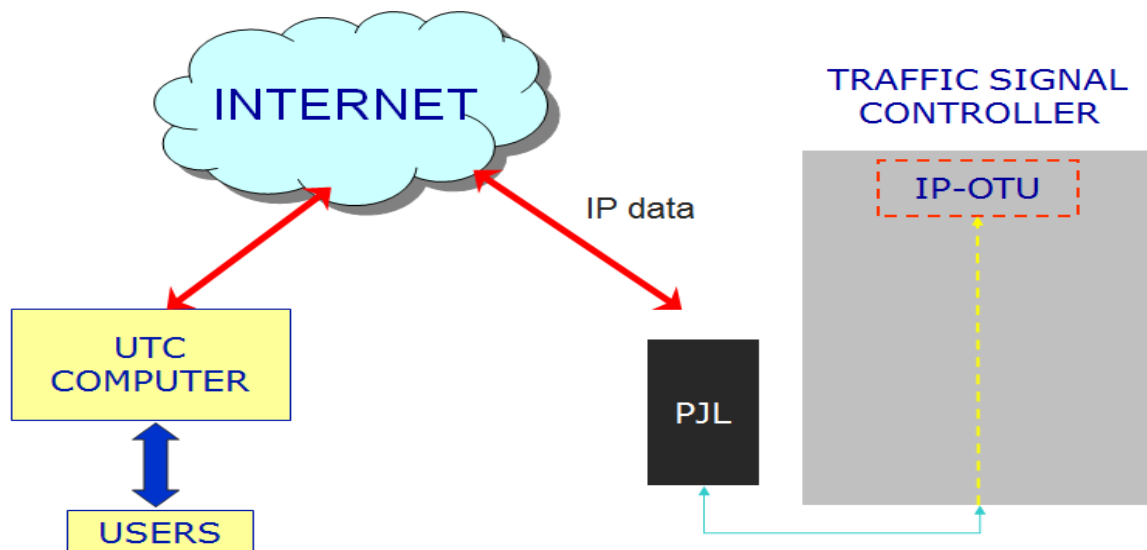 INTERNET
TRAFFIC SIGNAL
CONTROLLER
IP-OTU
IP data
UTC
COMPUTER
PJL
USERS